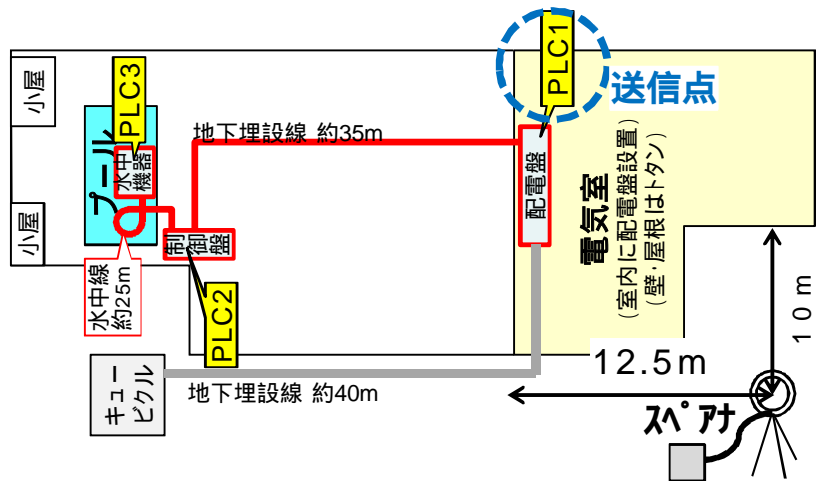 小屋
小屋
プール
水中
機器
PLC3
地下埋設線 約35m
制御盤
PLC2
水中線
約25m
キュー
ビクル
地下埋設線 約40m
配電盤
PLC1
送信点
電気室
(室内に配電盤設置)
(壁・屋根はトタン)
12.5m
10m
スペアナ